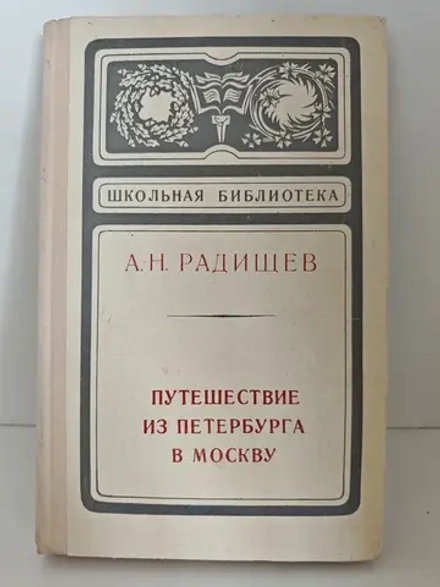 ШКОЛЬНАЯ БИБЛИОТЕКА
А. Н. РАДИЩЕВ
ПУТЕШЕСТВИЕ
ИЗ ПЕТЕРБУРГА
В МОСКВУ